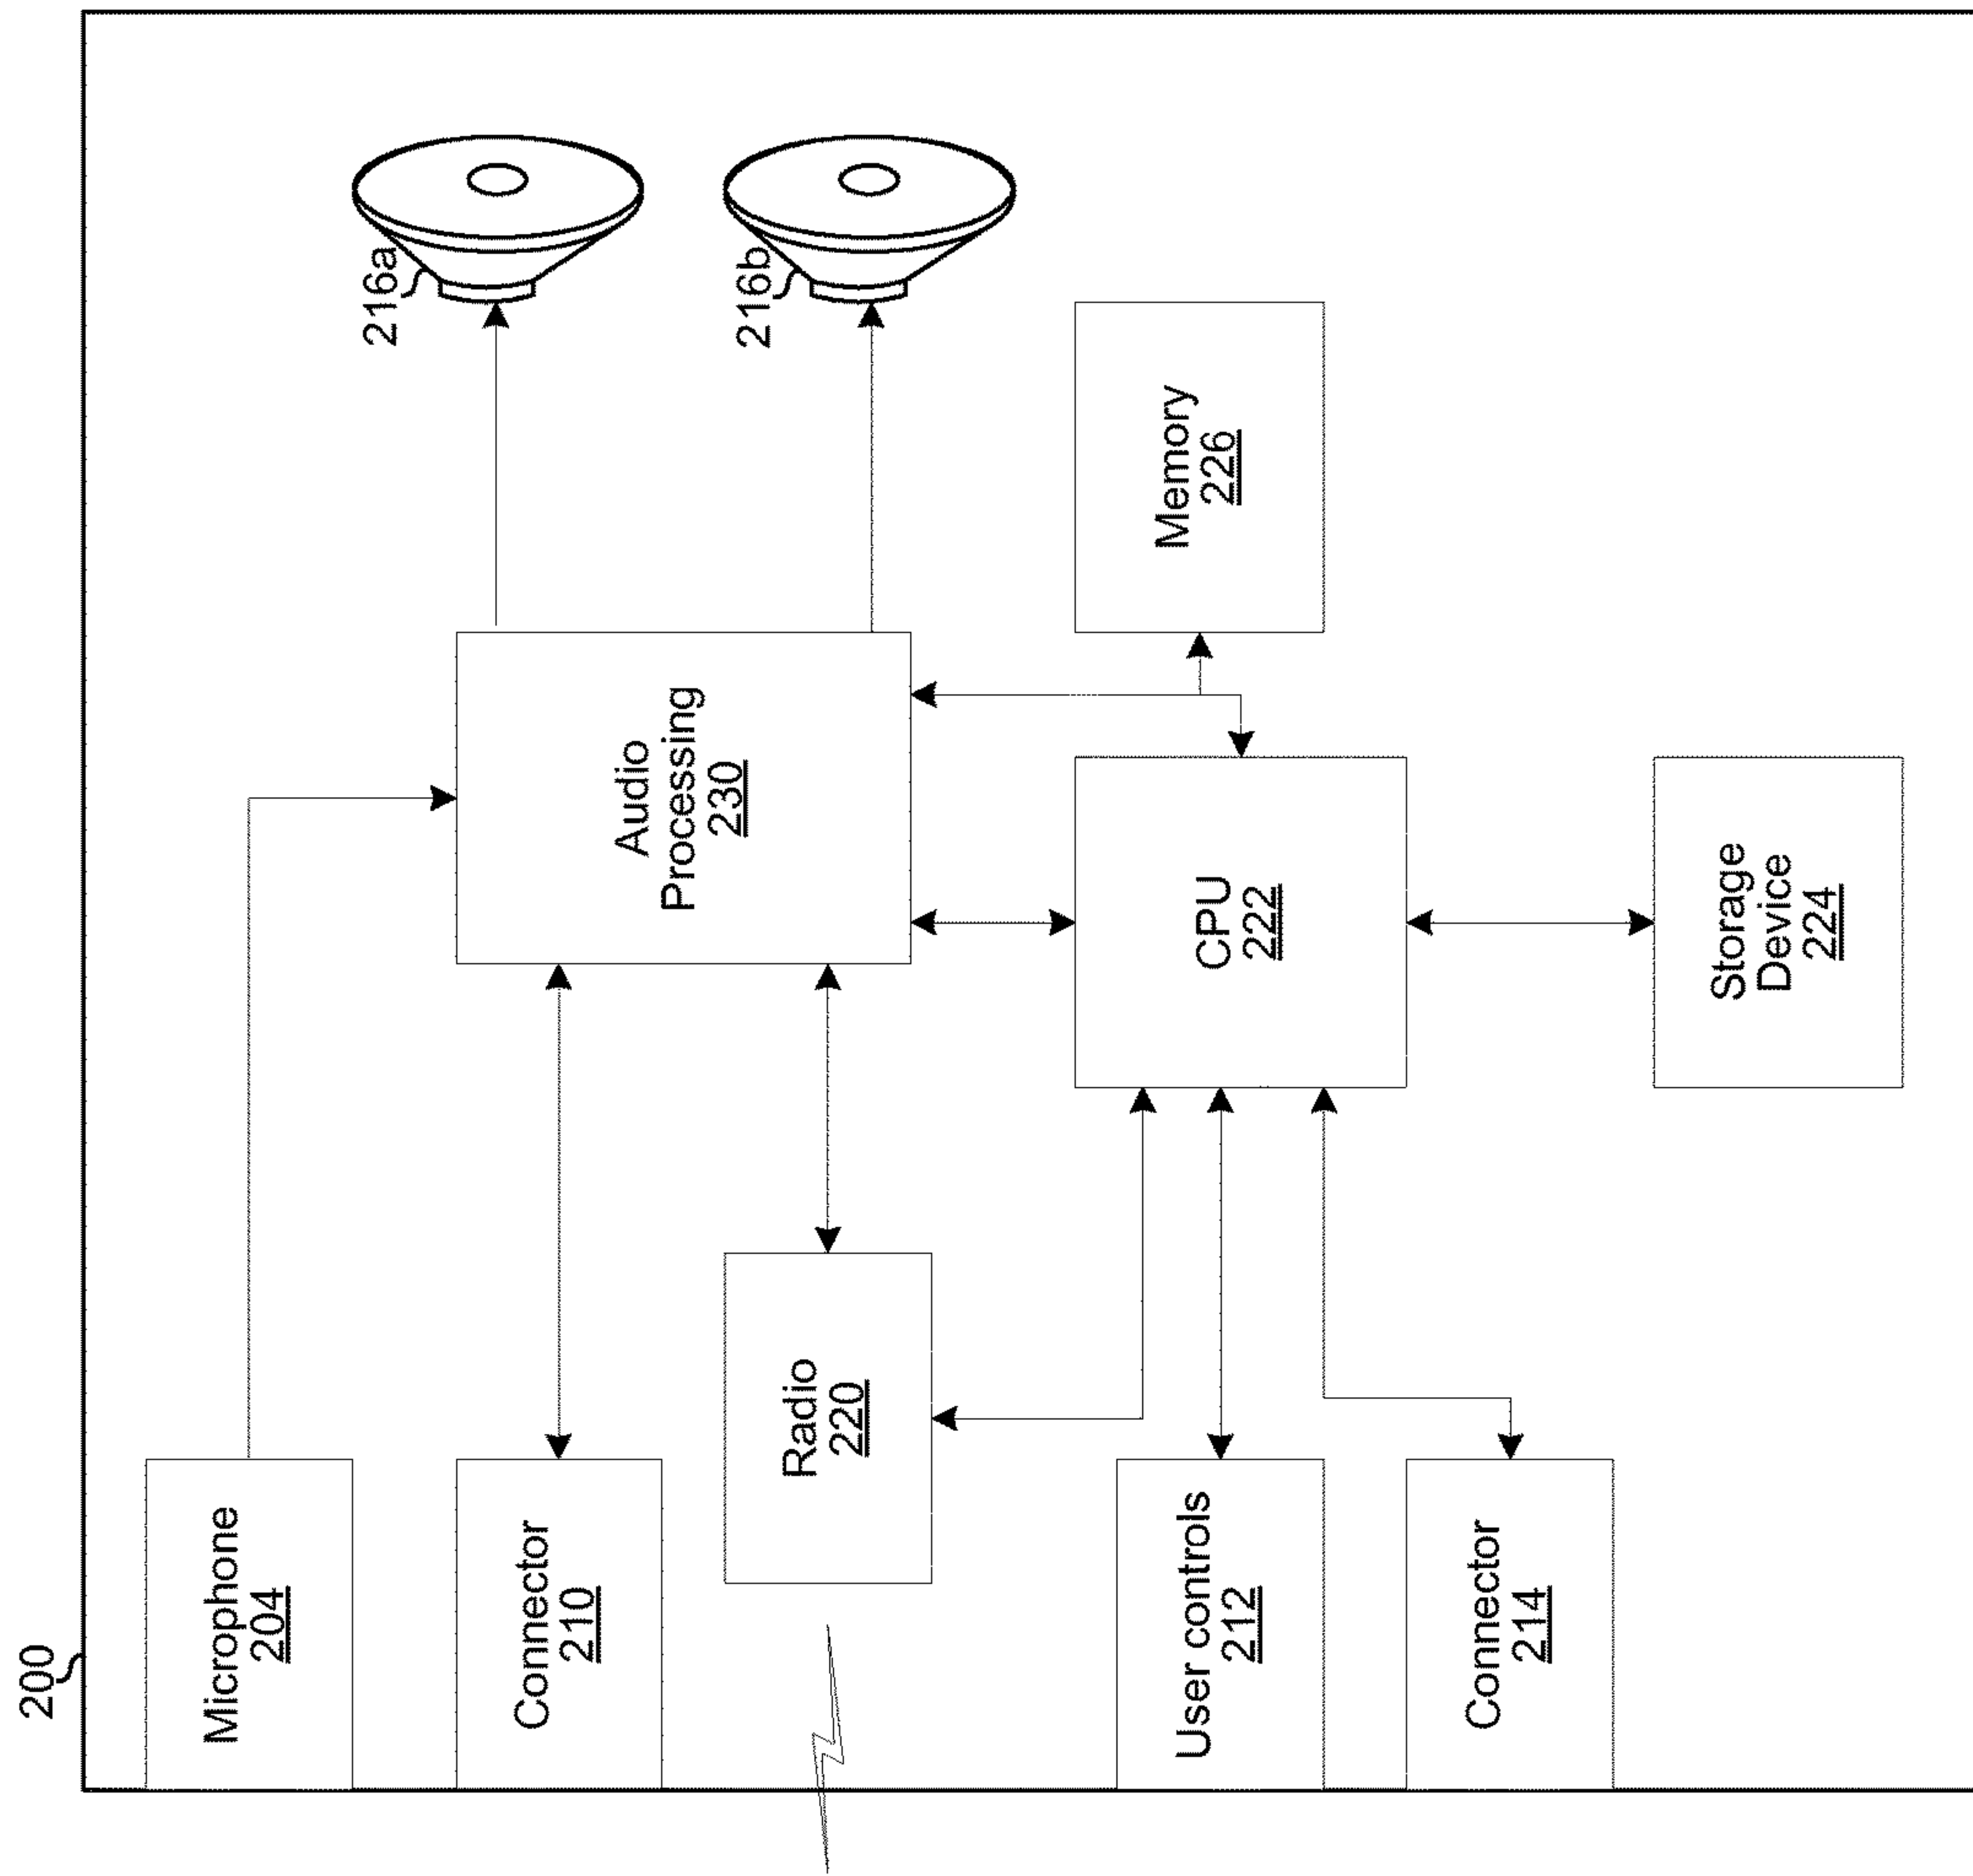 200
Microphone
204
Connector
210
Radio
220
User controls
212
Connector
214
Audio
Processing
230
CPU
222
Storage
Device
224
Memory
226
216a
216b